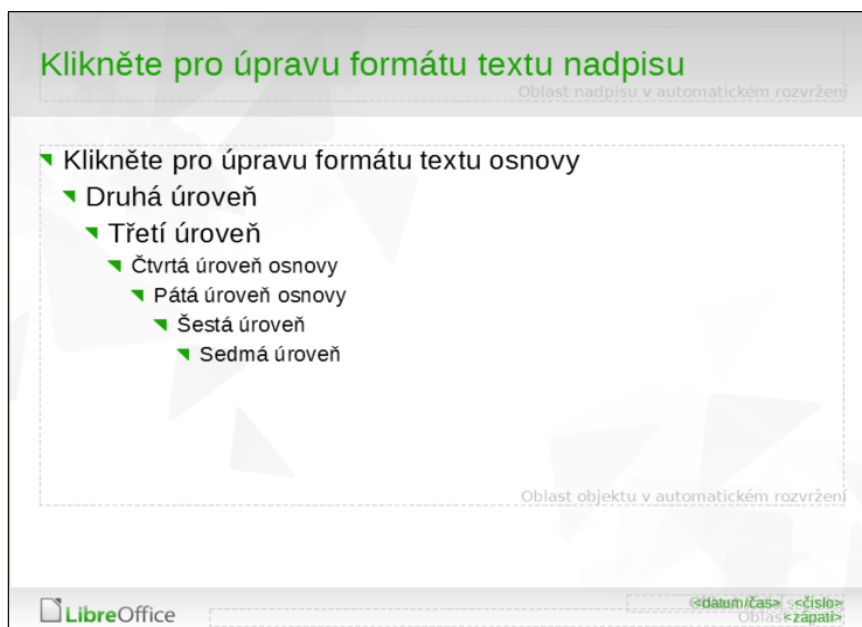 Klikněte pro úpravu formátu textu nadpisu
Oblast nadpisu v automatickém rozvržení
Klikněte pro úpravu formátu textu osnovy
Druhá úroveň
Třetí úroveň
Čtvrtá úroveň osnovy
Pátá úroveň osnovy
Šestá úroveň
Sedmá úroveň
Oblast objektu v automatickém rozvržení
<datum/čas> <číslo>
LibreOffice
Oblast <zápatí>